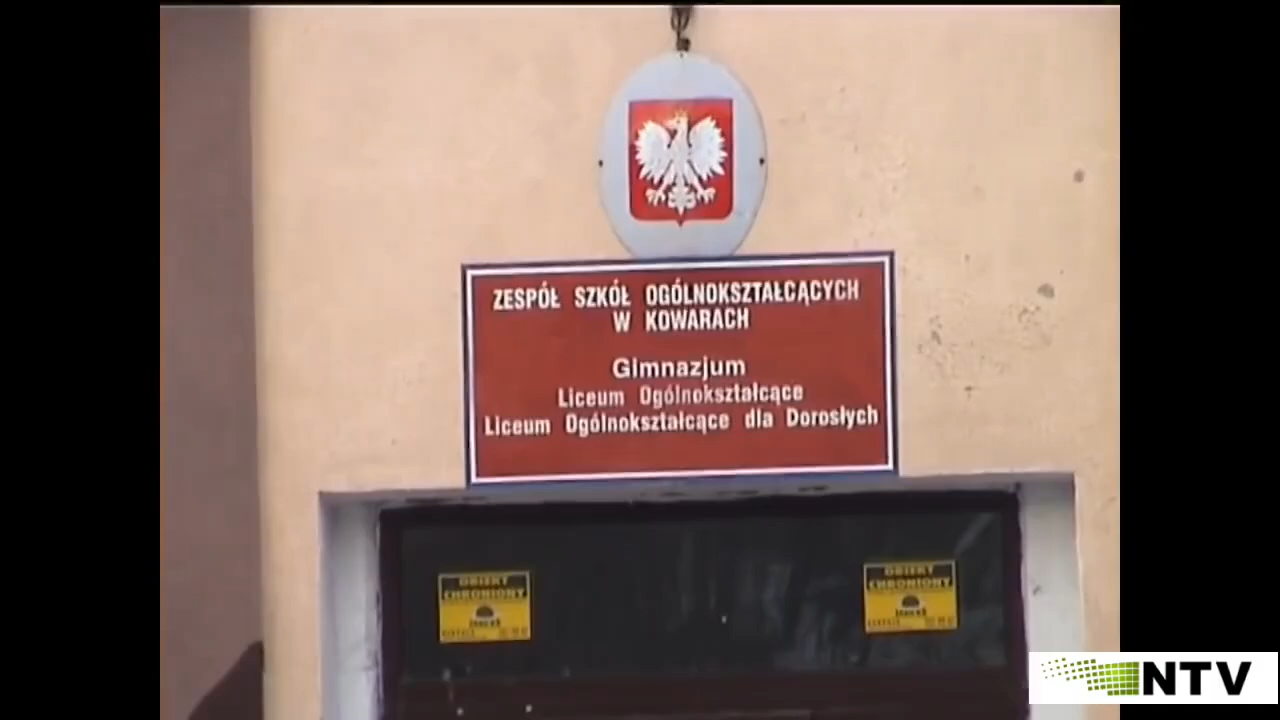 ZESPÓŁ SZKÓŁ OGÓLNOKSZTAŁCĄCYCH
W KOWARACH
Gimnazjum
Liceum Ogólnokształcące
Liceum Ogólnokształcące dla Dorosłych
OBIEKT
CHRONIONY
OBIEKT
CHRONIONY
NTV